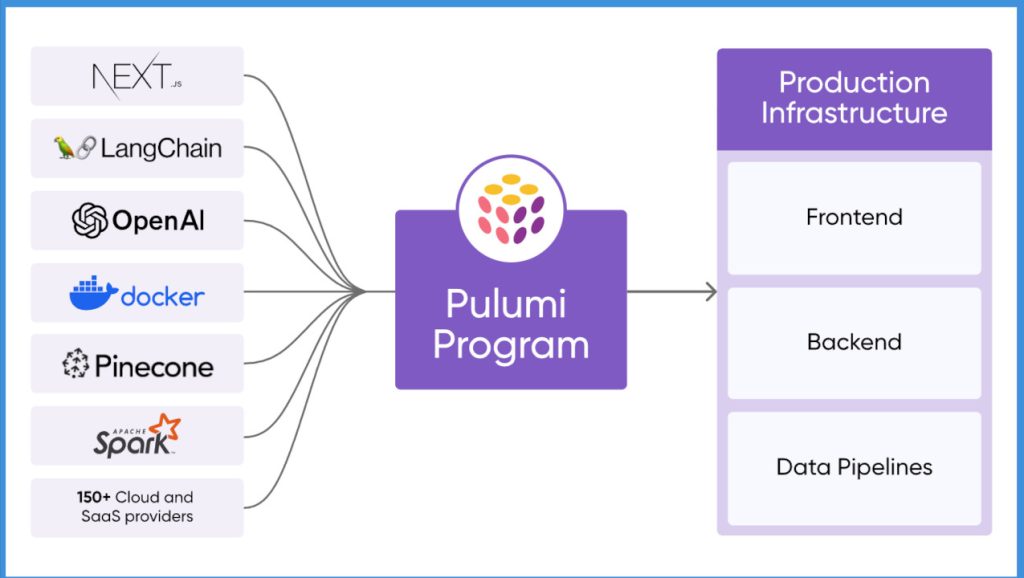 NEXT.JS
LangChain
OpenAI
docker
Pinecone
APACHE
Spark™
150+ Cloud and
SaaS providers
Pulumi
Program
Production
Infrastructure
Frontend
Backend
Data Pipelines